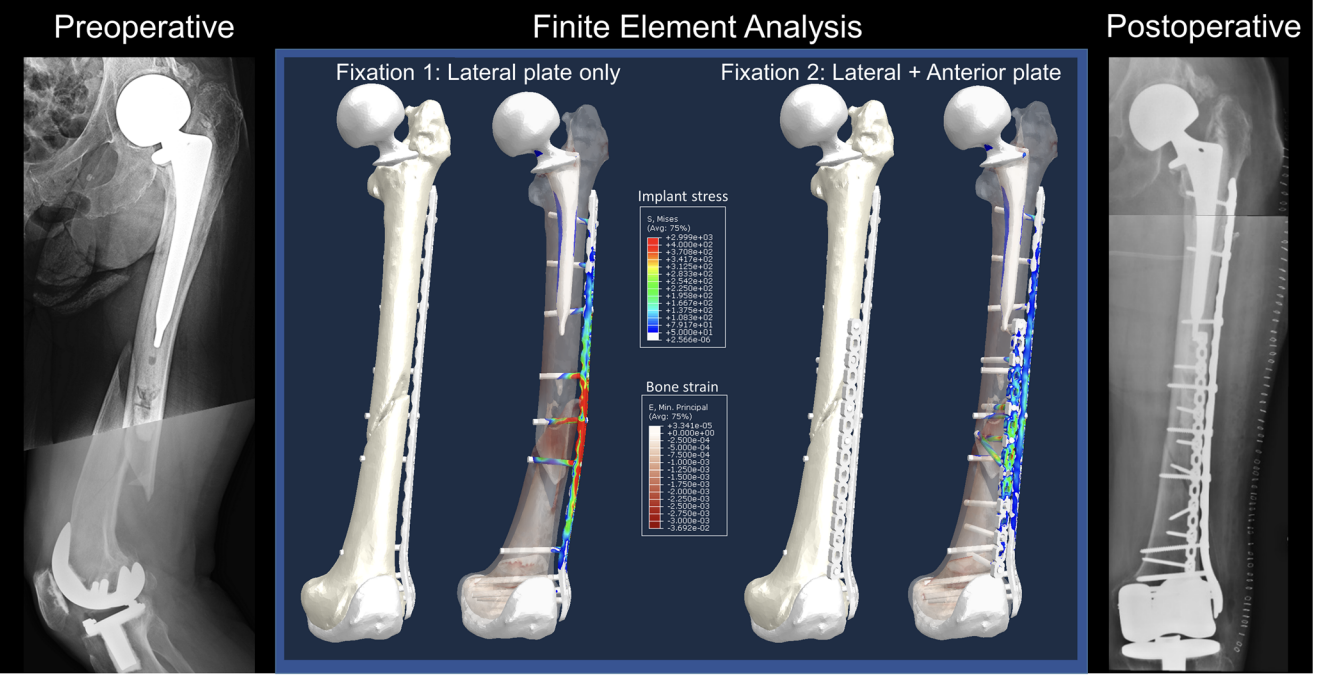 Preoperative
Finite Element Analysis
Postoperative
Fixation 1: Lateral plate only
Fixation 2: Lateral + Anterior plate
Implant stress
S, Mises
(Avg: 75%)
+2.999e+03
+4.000e+02
+3.708e+02
+3.417e+02
+3.125e+02
+2.833e+02
+2.542e+02
+2.250e+02
+1.958e+02
+1.667e+02
+1.375e+02
+1.083e+02
+7.917e+01
+5.000e+01
+2.566e-06
Bone strain
E, Min. Principal
(Avg: 75%)
+3.341e-05
+0.000e+00
-2.500e-04
-5.000e-04
-7.500e-04
-1.000e-03
-1.250e-03
-1.500e-03
-1.750e-03
-2.000e-03
-2.250e-03
-2.500e-03
-2.750e-03
-3.000e-03
-3.692e-02